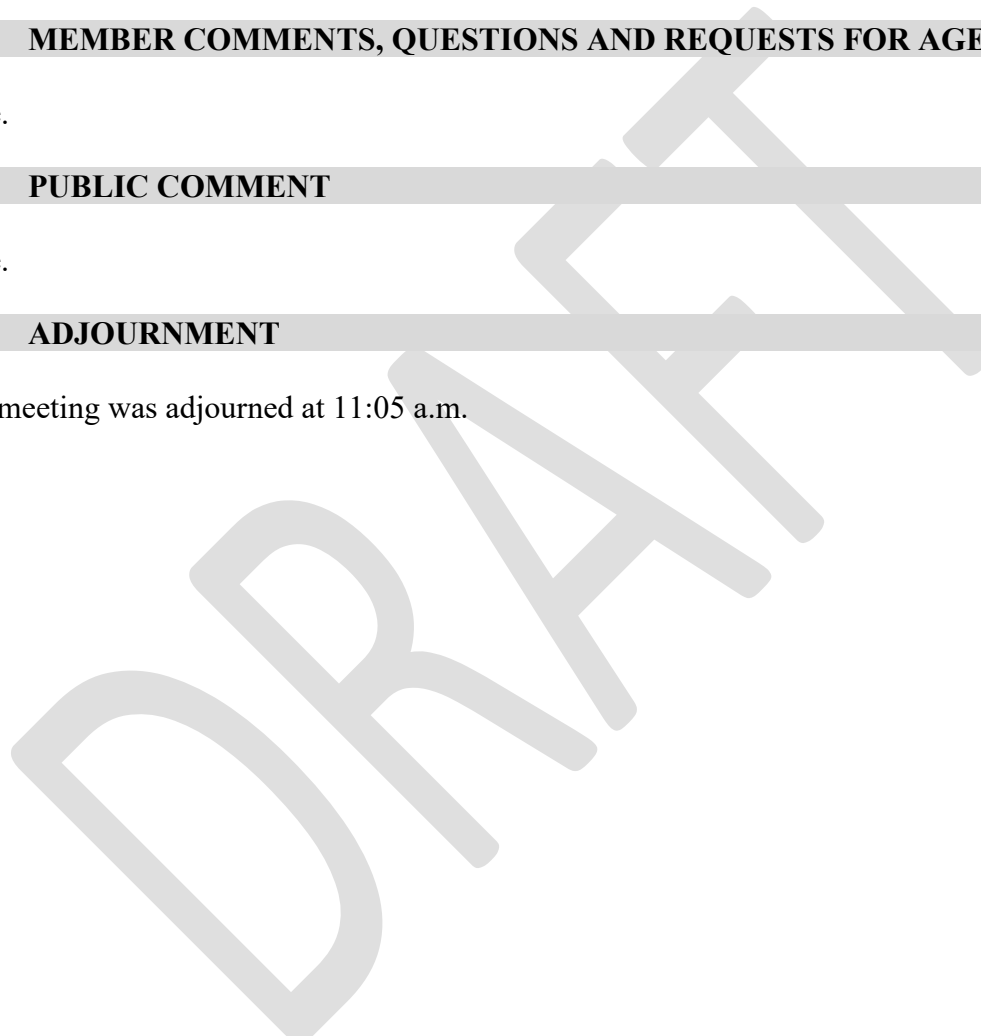 MEMBER COMMENTS, QUESTIONS AND REQUESTS FOR AGE
PUBLIC COMMENT
ADJOURNMENT
meeting was adjourned at 11:05 a.m.
DRAFT